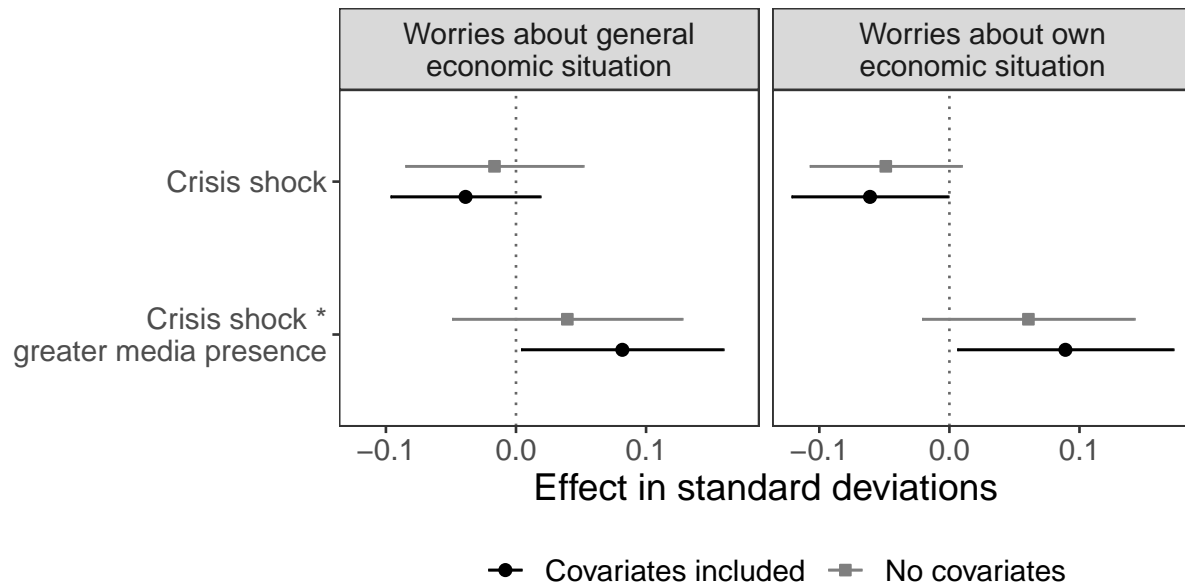 Worries about general
economic situation
Worries about own
economic situation
Crisis shock
Crisis shock *
greater media presence
−0.1 0.0 0.1 −0.1 0.0 0.1
Effect in standard deviations
Covariates included No covariates